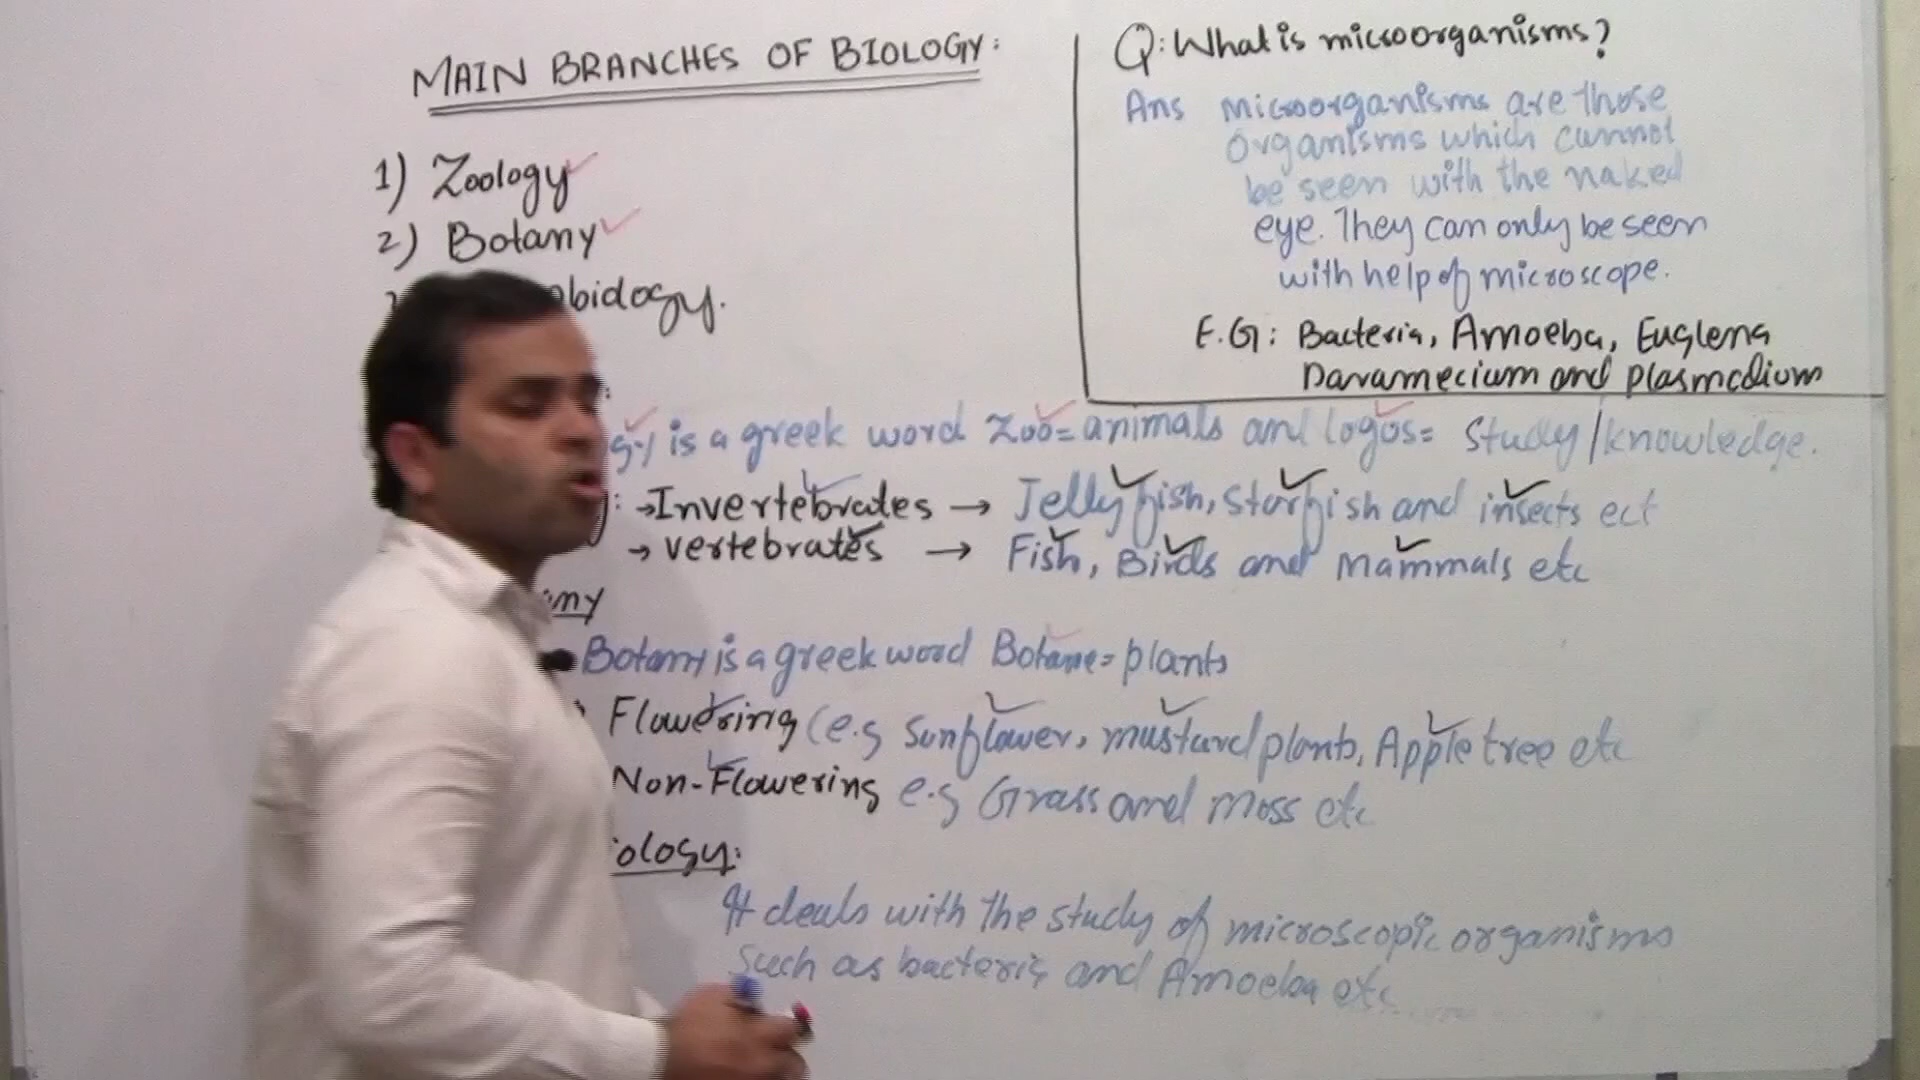 MAIN BRANCHES OF BIOLOGY:
1) Zoology
2) Botany
obiology.
Q: What is microorganisms?
Ans Microorganisms are those
organisms which cannot
be seen with the naked
eye. They can only be seen
with help of microscope.
E.G: Bacteria, Amoeba, Euglena
Paramecium and plasmodium
gy is a greek word Zoo= animals and logos= Study/knowledge.
→Invertebrates → Jelly fish, Starfish and insects ect
→ vertebrates → Fish, Birds and Mammals etc
any
Botany is a greek word Botane= plants
Flowering (e.g Sunflower, mustard plants, Apple tree etc
Non-Flowering e.g Grass and Moss etc
iology:
It deals with the study of microscopic organisms
Such as bacteria and Amoeba etc